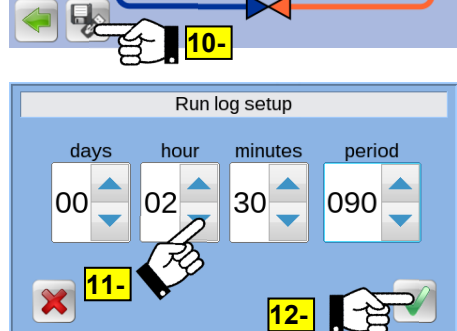 10-
Run log setup
days hour minutes period
00 02 30 090
11-
12-